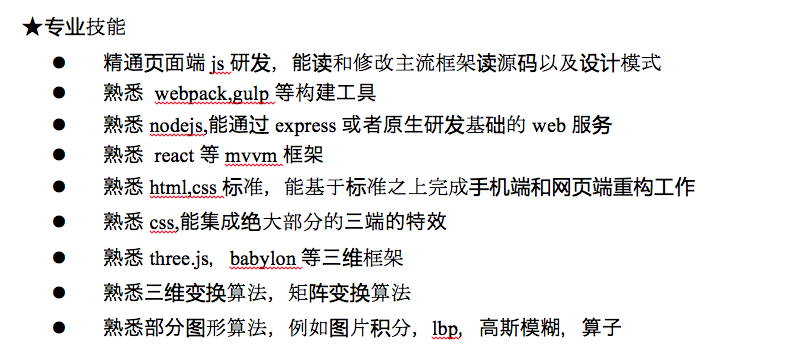 ★专业技能
● 精通页面端 js 研发，能读和修改主流框架读源码以及设计模式
● 熟悉 webpack,gulp 等构建工具
● 熟悉 nodejs,能通过 express 或者原生研发基础的 web 服务
● 熟悉 react 等 mvvm 框架
● 熟悉 html,css 标准，能基于标准之上完成手机端和网页端重构工作
● 熟悉 css,能集成绝大部分的三端的特效
● 熟悉 three.js，babylon 等三维框架
● 熟悉三维变换算法，矩阵变换算法
● 熟悉部分图形算法，例如图片积分，lbp，高斯模糊，算子